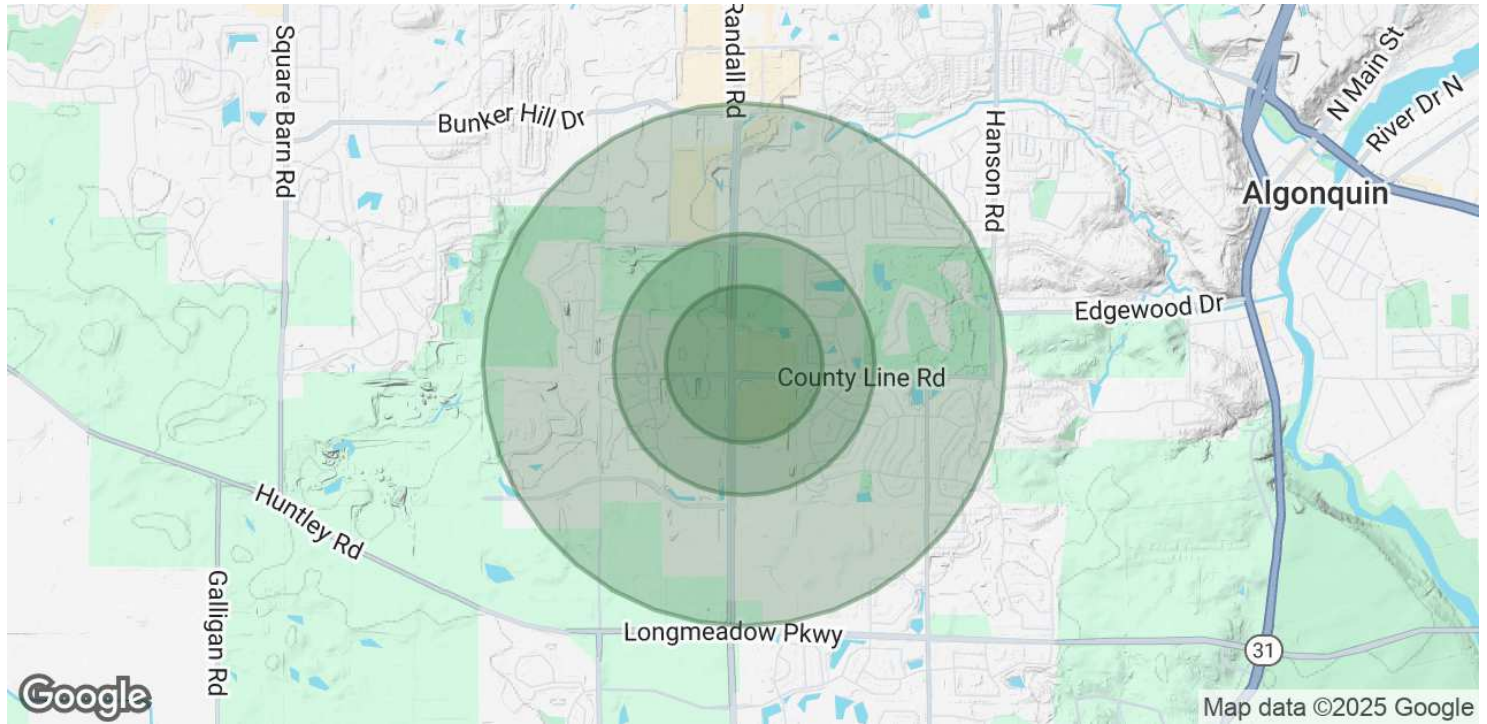 Randall Rd
Square Barn Rd
Bunker Hill Dr
Hanson Rd
N Main St
River Dr N
Algonquin
Edgewood Dr
County Line Rd
Huntley Rd
Galligan Rd
Longmeadow Pkwy
31
Google
Map data ©2025 Google